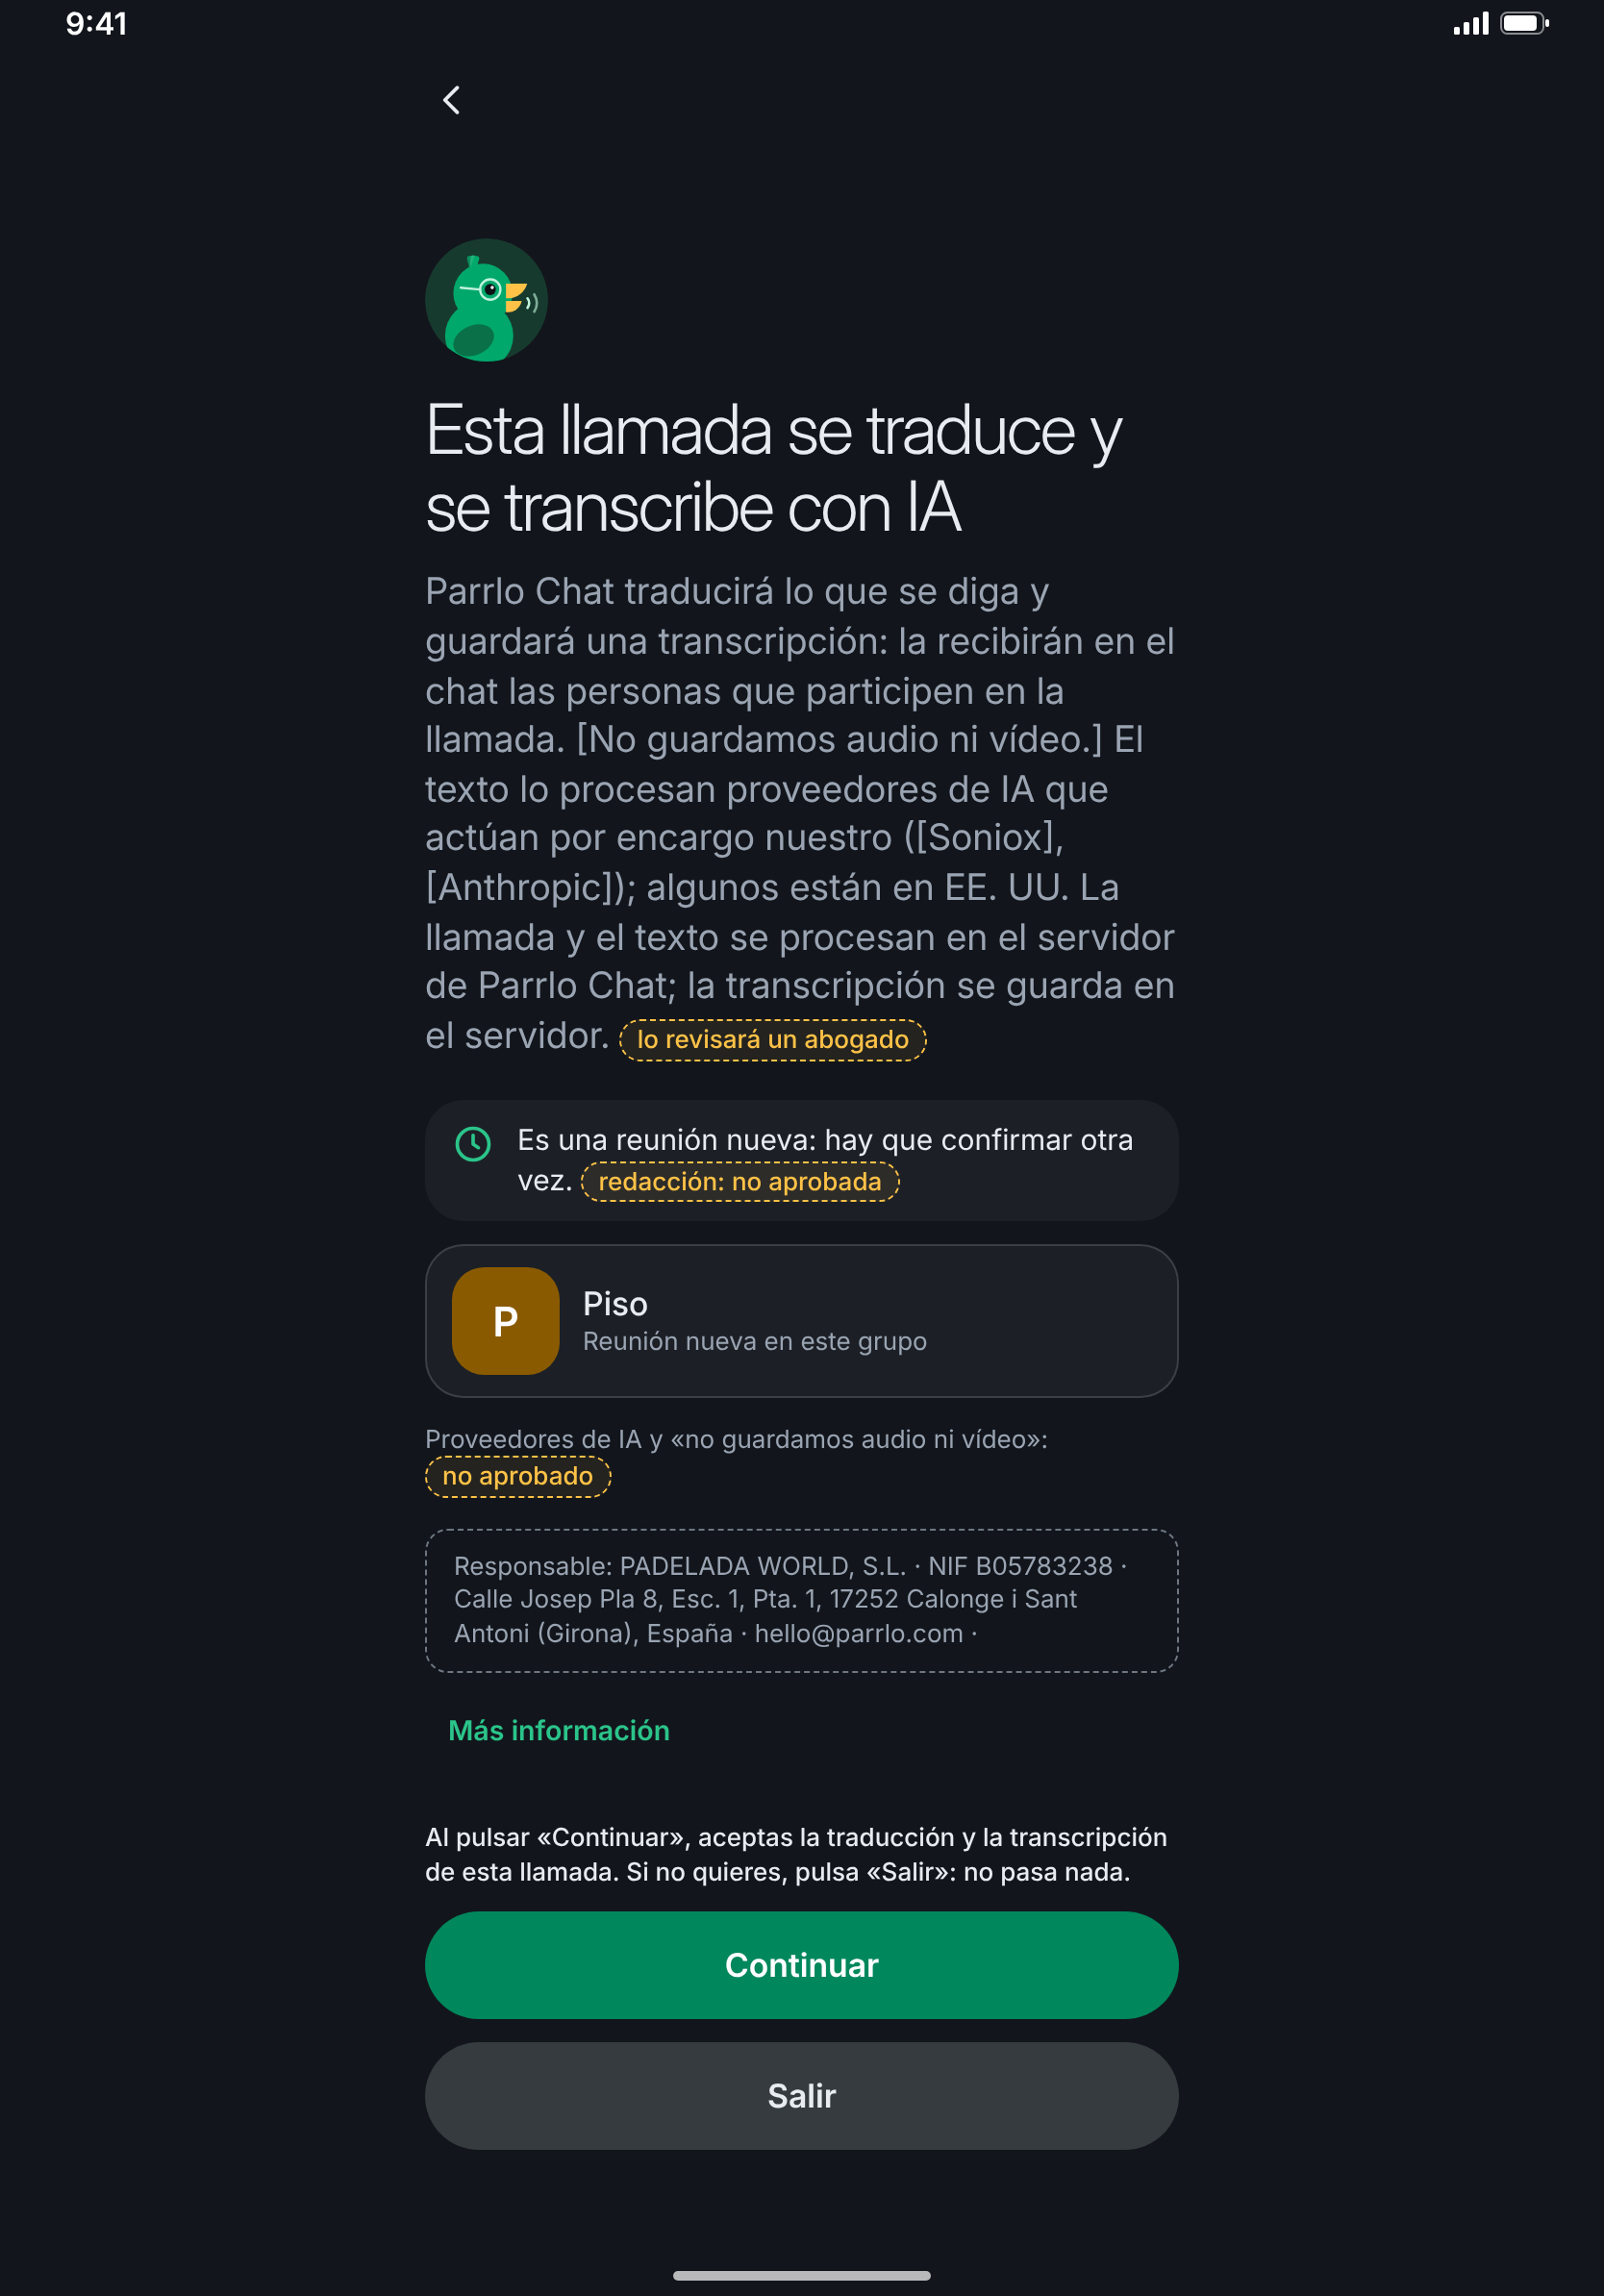 9:41
Esta llamada se traduce y
se transcribe con IA
Parrlo Chat traducirá lo que se diga y
guardará una transcripción: la recibirán en el
chat las personas que participen en la
llamada. [No guardamos audio ni vídeo.] El
texto lo procesan proveedores de IA que
actúan por encargo nuestro ([Soniox],
[Anthropic]); algunos están en EE. UU. La
llamada y el texto se procesan en el servidor
de Parrlo Chat; la transcripción se guarda en
el servidor. lo revisará un abogado
Es una reunión nueva: hay que confirmar otra
vez. redacción: no aprobada
P
Piso
Reunión nueva en este grupo
Proveedores de IA y «no guardamos audio ni vídeo»:
no aprobado
Responsable: PADELADA WORLD, S.L. · NIF B05783238 ·
Calle Josep Pla 8, Esc. 1, Pta. 1, 17252 Calonge i Sant
Antoni (Girona), España · hello@parrlo.com ·
Más información
Al pulsar «Continuar», aceptas la traducción y la transcripción
de esta llamada. Si no quieres, pulsa «Salir»: no pasa nada.
Continuar
Salir